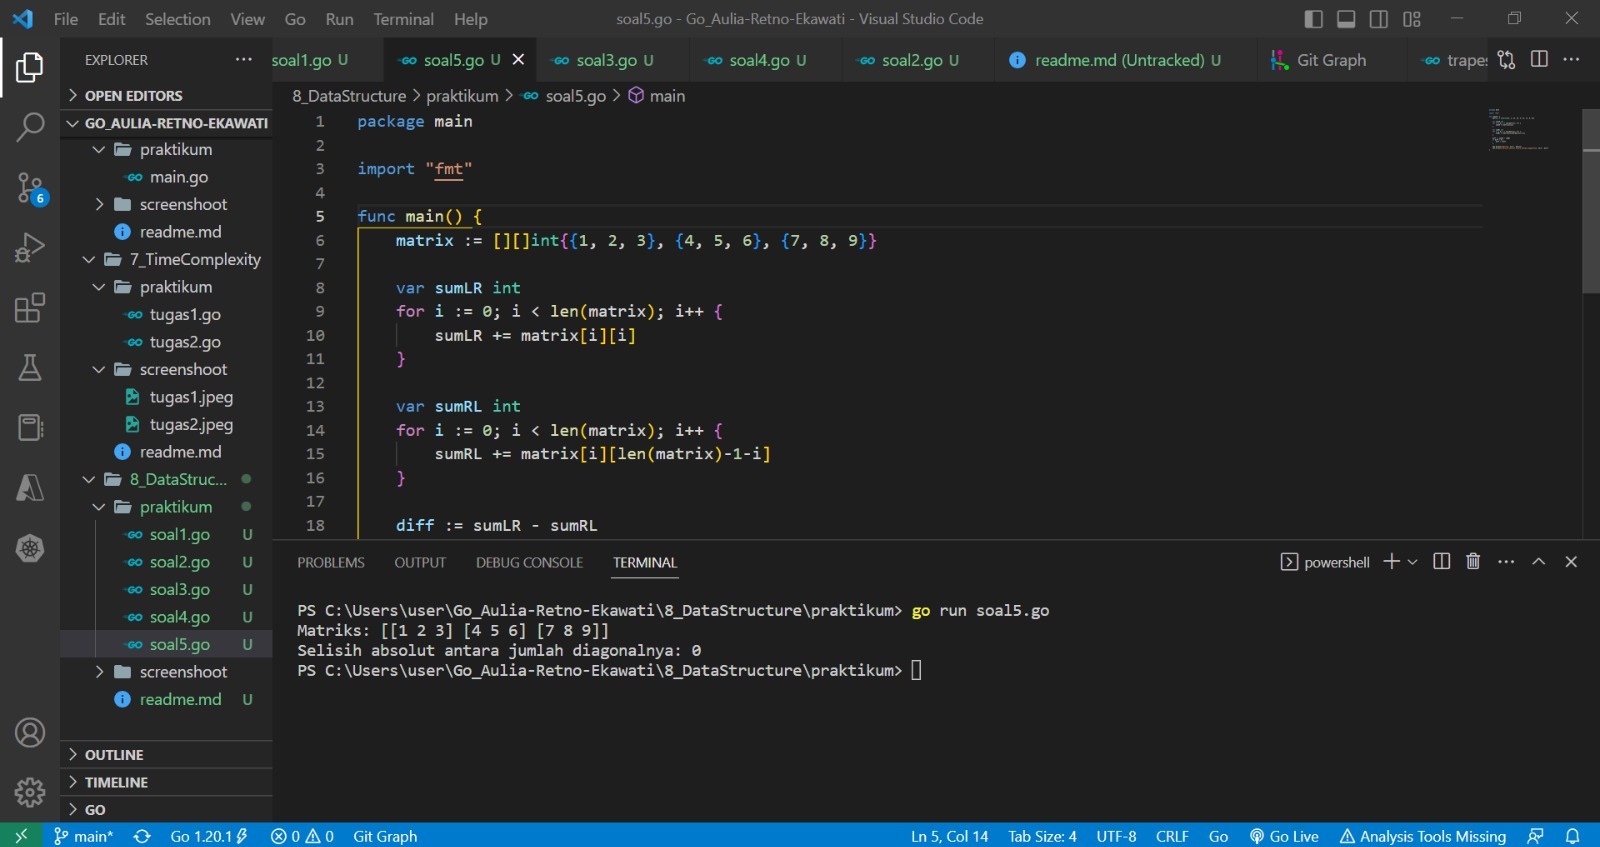 File Edit Selection View Go Run Terminal Help
soal5.go - Go_Aulia-Retno-Ekawati - Visual Studio Code
EXPLORER
OPEN EDITORS
GO_AULIA-RETNO-EKAWATI
praktikum
main.go
screenshoot
readme.md
7_TimeComplexity
praktikum
tugas1.go
tugas2.go
screenshoot
tugas1.jpeg
tugas2.jpeg
readme.md
8_DataStruc...
praktikum
soal1.go U
soal2.go U
soal3.go U
soal4.go U
soal5.go U
screenshoot
readme.md U
OUTLINE
TIMELINE
GO
6
soal1.go U soal5.go U soal3.go U soal4.go U soal2.go U readme.md (Untracked) U Git Graph trapes
8_DataStructure > praktikum > soal5.go > main
1 package main
2
3 import "fmt"
4
5 func main() {
6 matrix := [][]int{{1, 2, 3}, {4, 5, 6}, {7, 8, 9}}
7
8 var sumLR int
9 for i := 0; i < len(matrix); i++ {
10 sumLR += matrix[i][i]
11 }
12
13 var sumRL int
14 for i := 0; i < len(matrix); i++ {
15 sumRL += matrix[i][len(matrix)-1-i]
16 }
17
18 diff := sumLR - sumRL
PROBLEMS OUTPUT DEBUG CONSOLE TERMINAL powershell
PS C:\Users\user\Go_Aulia-Retno-Ekawati\8_DataStructure\praktikum> go run soal5.go
Matriks: [[1 2 3] [4 5 6] [7 8 9]]
Selisih absolut antara jumlah diagonalnya: 0
PS C:\Users\user\Go_Aulia-Retno-Ekawati\8_DataStructure\praktikum>
main* Go 1.20.1 0 0 Git Graph Ln 5, Col 14 Tab Size: 4 UTF-8 CRLF Go Go Live Analysis Tools Missing